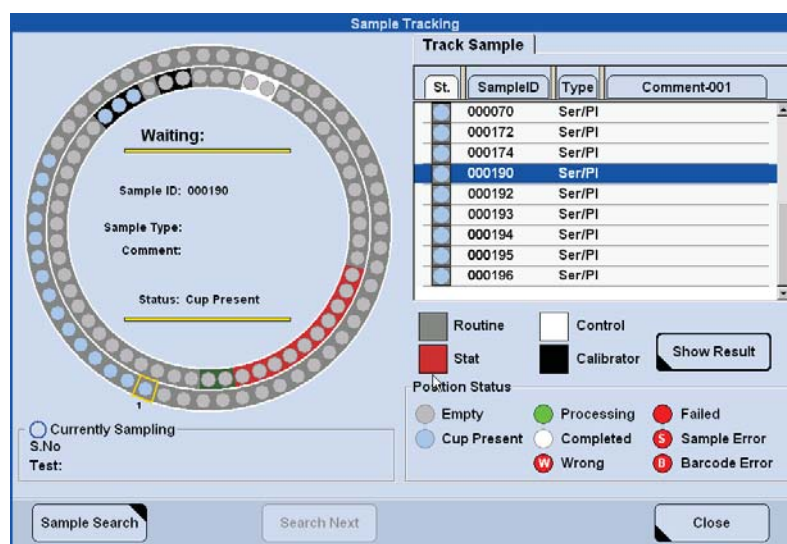 Sample Tracking
Track Sample
St. SampleID Type Comment-001
000070 Ser/Pl
000172 Ser/Pl
000174 Ser/Pl
000190 Ser/Pl
000192 Ser/Pl
000193 Ser/Pl
000194 Ser/Pl
000195 Ser/Pl
000196 Ser/Pl
Waiting:
Sample ID: 000190
Sample Type:
Comment:
Status: Cup Present
1
Routine Control
Stat Calibrator
Show Result
Position Status
Empty Processing Failed
Cup Present Completed S Sample Error
W Wrong B Barcode Error
Currently Sampling
S.No
Test:
Sample Search Search Next Close